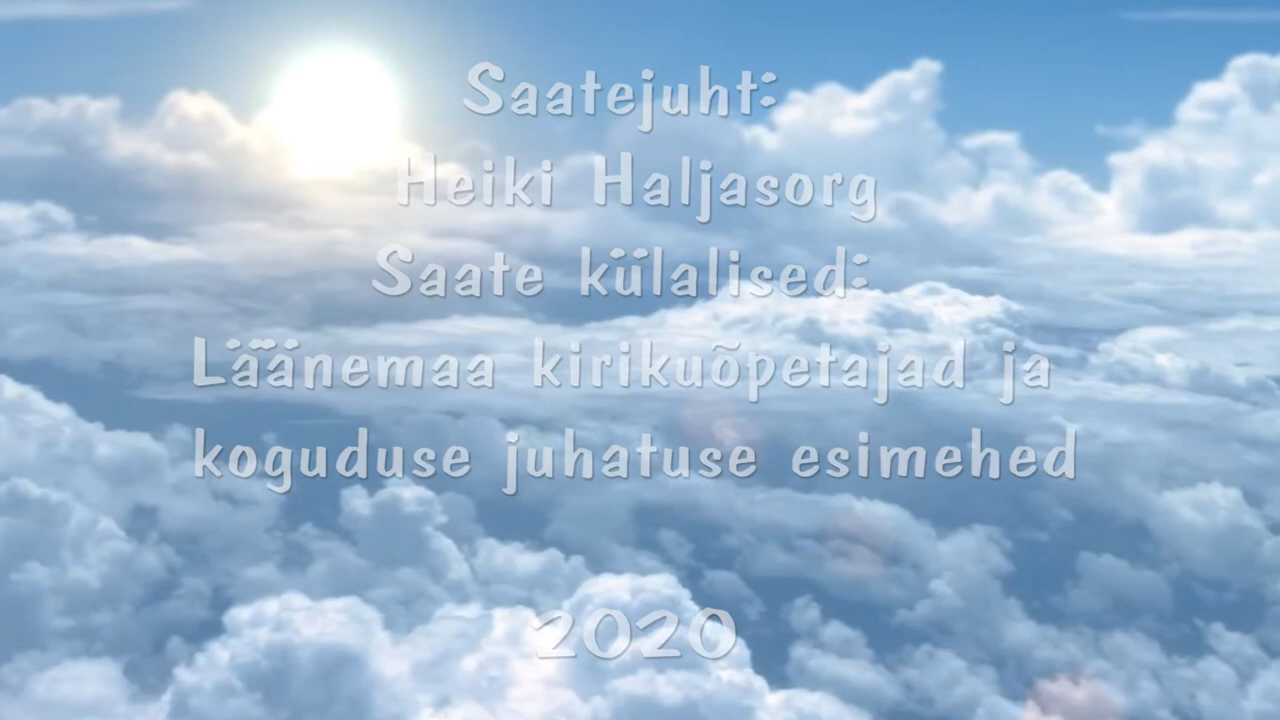 Saatejuht:
Heiki Haljasorg
Saate külalised:
Läänemaa kirikuõpetajad ja
koguduse juhatuse esimehed
2020